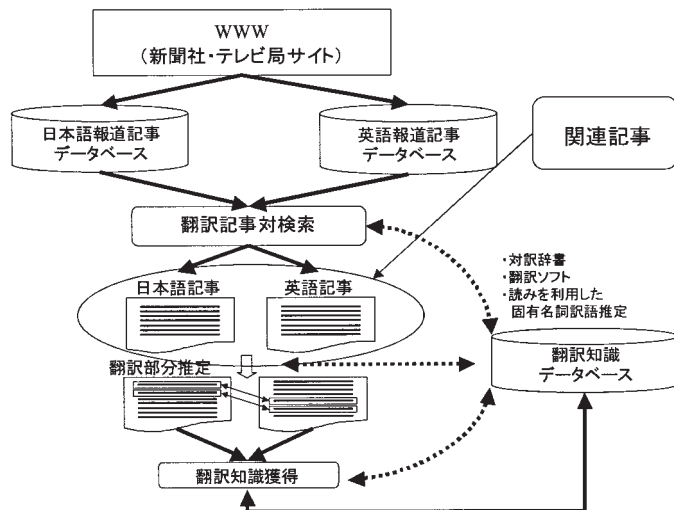 WWW
(新聞社・テレビ局サイト)
日本語報道記事
データベース
英語報道記事
データベース
関連記事
翻訳記事対検索
・対訳辞書
・翻訳ソフト
・読みを利用した
固有名詞訳語推定
日本語記事
英語記事
翻訳部分推定
翻訳知識
データベース
翻訳知識獲得